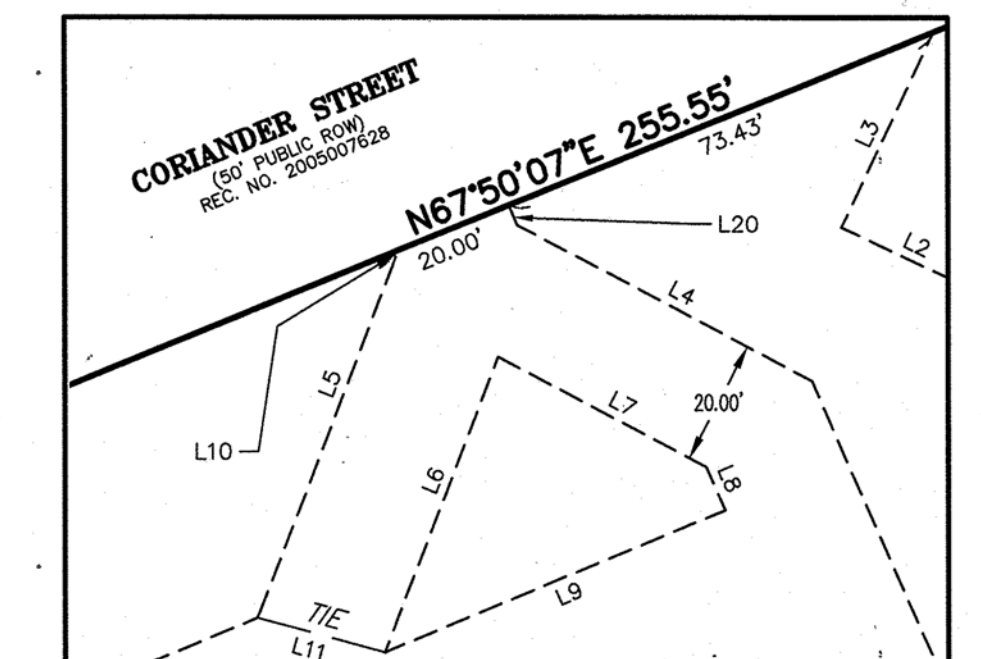 CORIANDER STREET
(50' PUBLIC ROW)
REC. NO. 2005007628
N67°50'07"E 255.55'
73.43'
20.00'
L3
L20
L2
L4
L5
L7
20.00'
L10
L6
L8
L9
TIE
L11